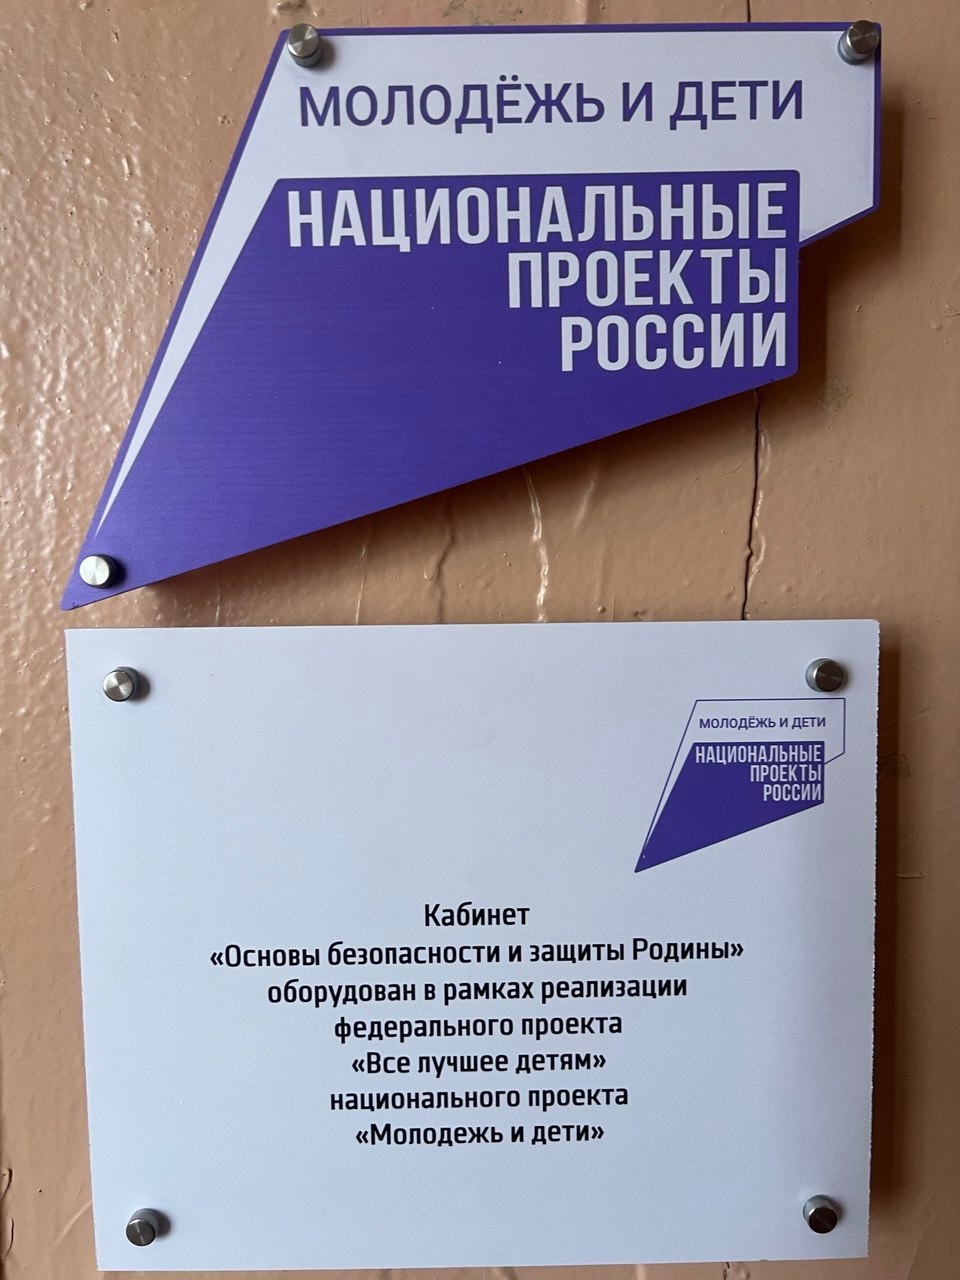 МОЛОДЁЖЬ И ДЕТИ
НАЦИОНАЛЬНЫЕ
ПРОЕКТЫ
РОССИИ
МОЛОДЁЖЬ И ДЕТИ
НАЦИОНАЛЬНЫЕ
ПРОЕКТЫ
РОССИИ
Кабинет
«Основы безопасности и защиты Родины»
оборудован в рамках реализации
федерального проекта
«Все лучшее детям»
национального проекта
«Молодежь и дети»